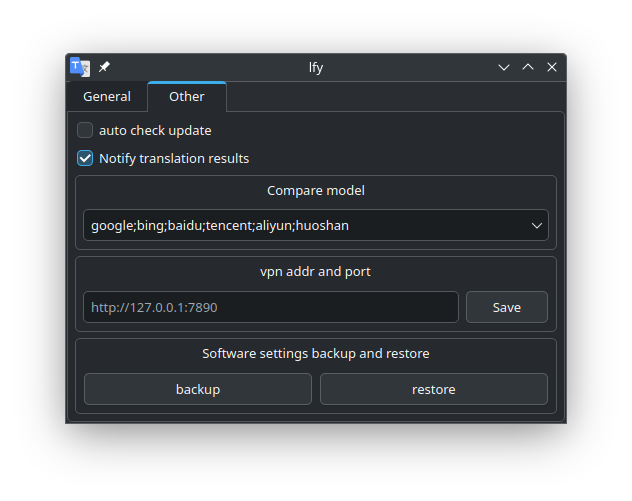 lfy
General Other
auto check update
Notify translation results
Compare model
google;bing;baidu;tencent;aliyun;huoshan
vpn addr and port
http://127.0.0.1:7890 Save
Software settings backup and restore
backup restore